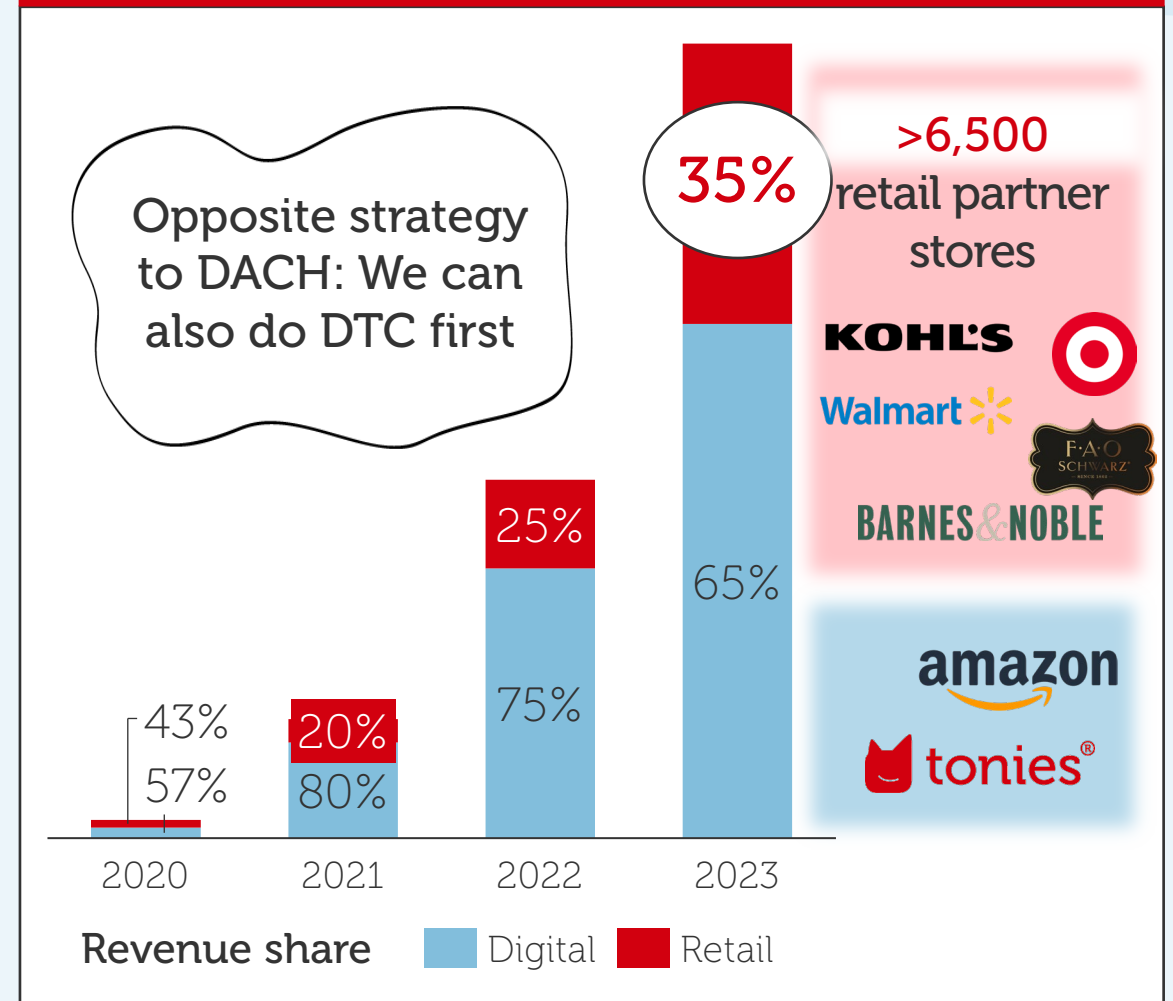 Opposite strategy
to DACH: We can
also do DTC first
35%
>6,500
retail partner
stores
KOHL'S
Walmart
F·A·O
SCHWARZ
SINCE 1862
BARNES & NOBLE
25%
65%
75%
43%
57%
20%
80%
amazon
tonies®
2020 2021 2022 2023
Revenue share Digital Retail